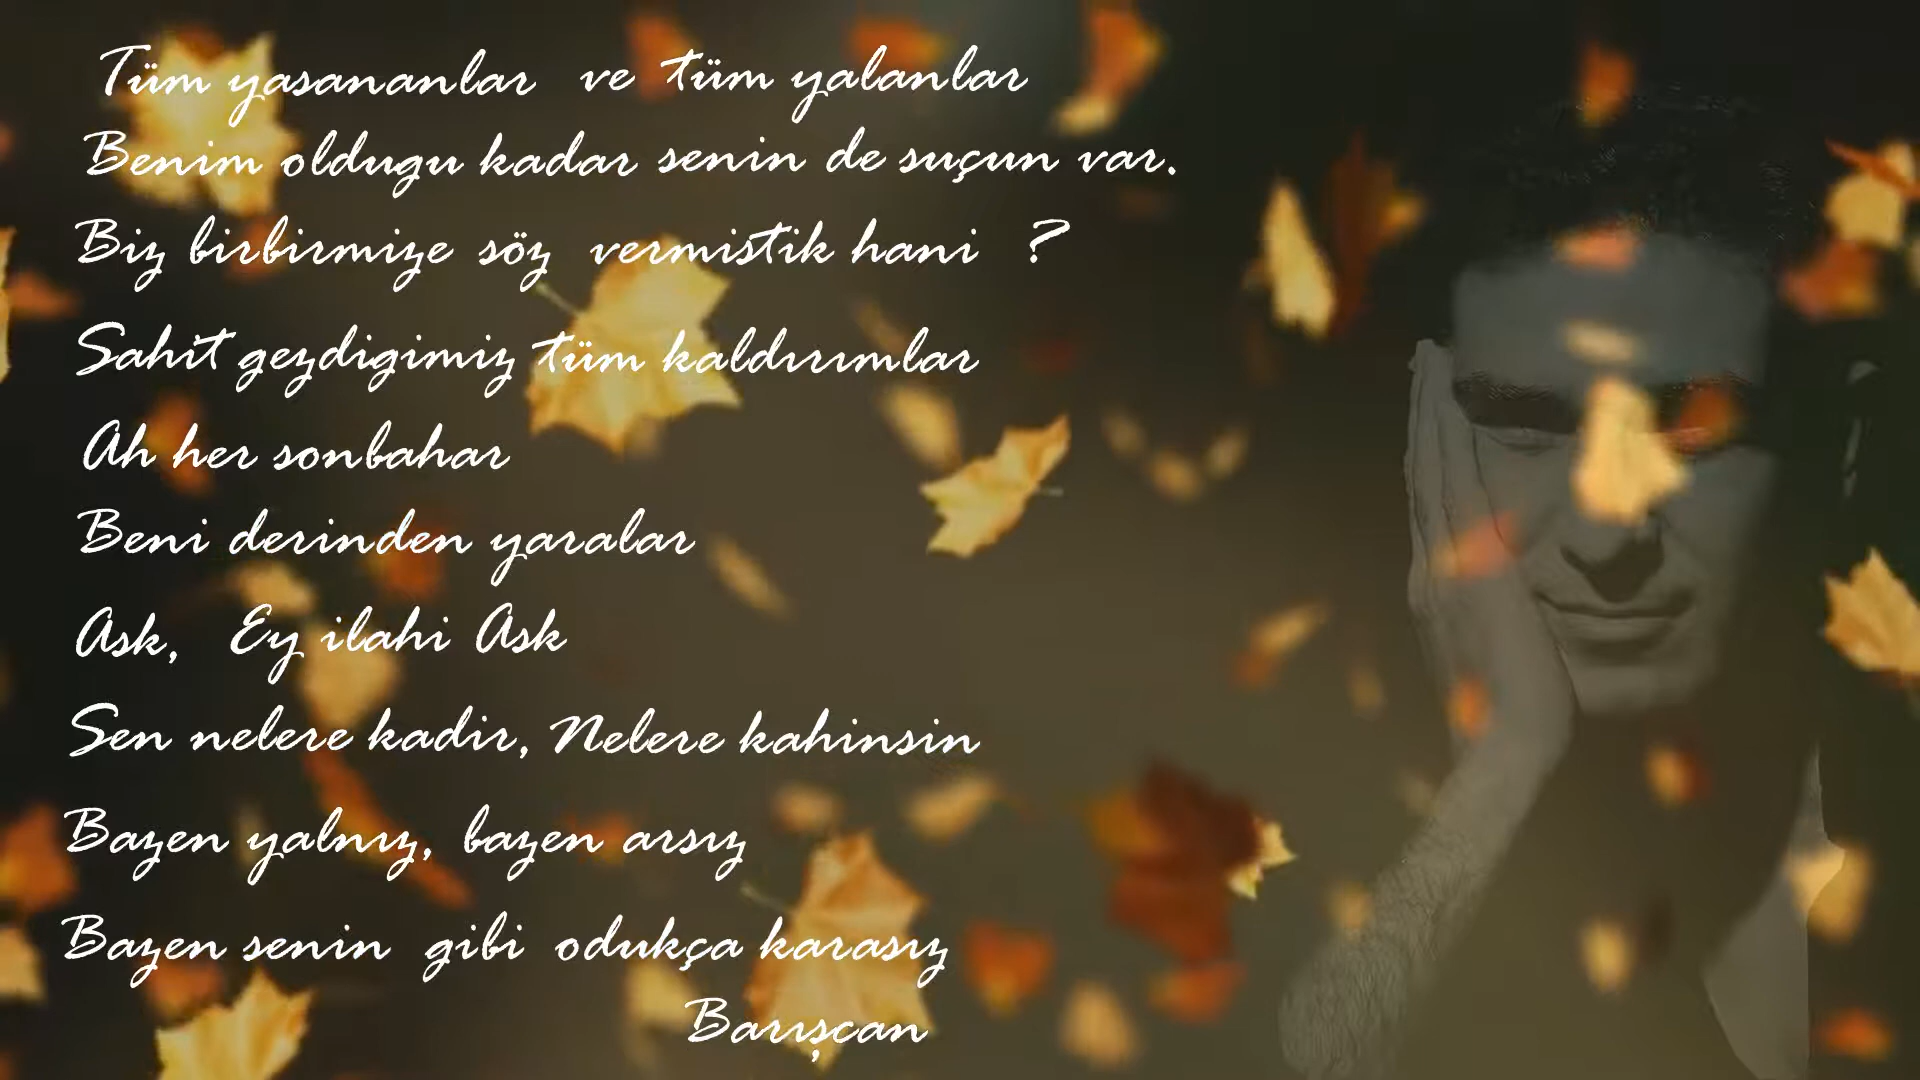 Tüm yasananlar ve tüm yalanlar
Benim oldugu kadar senin de suçun var.
Biz birbirmize söz vermistik hani ?
Sahit gezdigimiz tüm kaldırımlar
Ah her sonbahar
Beni derinden yaralar
Ask, Ey ilahi Ask
Sen nelere kadir, Nelere kahinsin
Bazen yalnız, bazen arsız
Bazen senin gibi odukça karasız
Barışcan